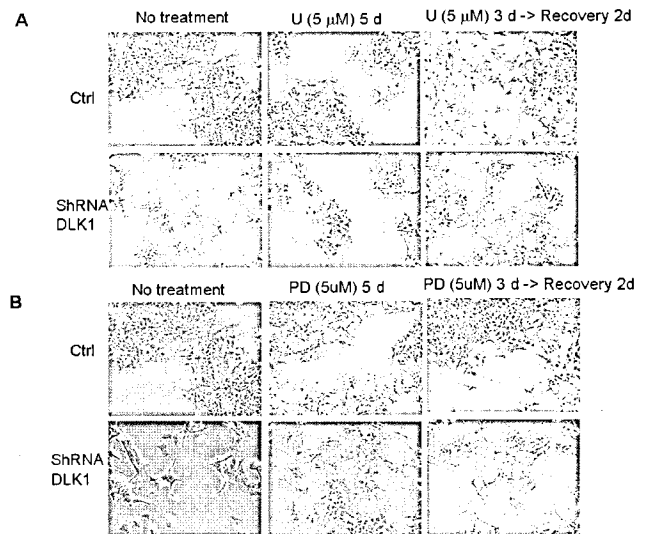 A
No treatment
U (5 μM) 5 d
U (5 μM) 3 d -> Recovery 2d
Ctrl
ShRNA
DLK1
B
No treatment
PD (5uM) 5 d
PD (5uM) 3 d -> Recovery 2d
Ctrl
ShRNA
DLK1